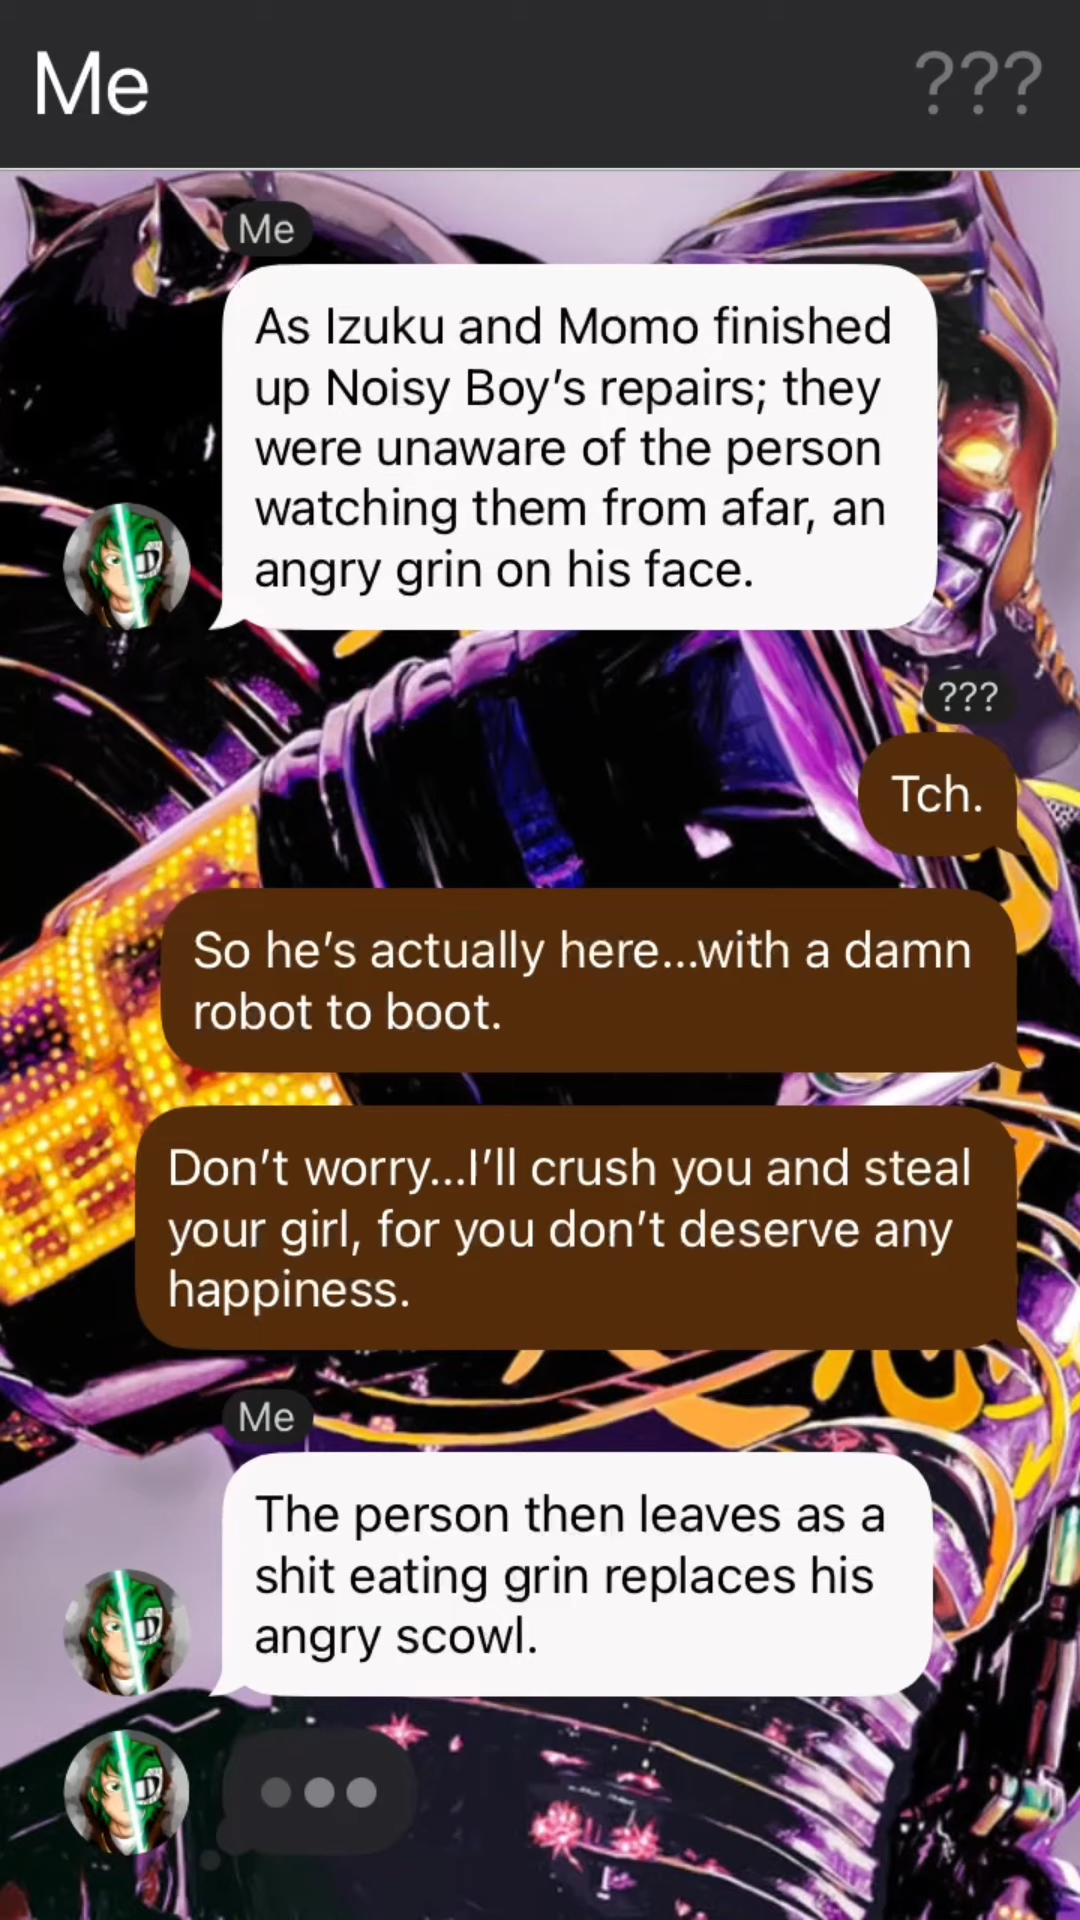 Me
???
Me
As Izuku and Momo finished
up Noisy Boy’s repairs; they
were unaware of the person
watching them from afar, an
angry grin on his face.
???
Tch.
So he’s actually here...with a damn
robot to boot.
Don’t worry...I’ll crush you and steal
your girl, for you don’t deserve any
happiness.
Me
The person then leaves as a
shit eating grin replaces his
angry scowl.